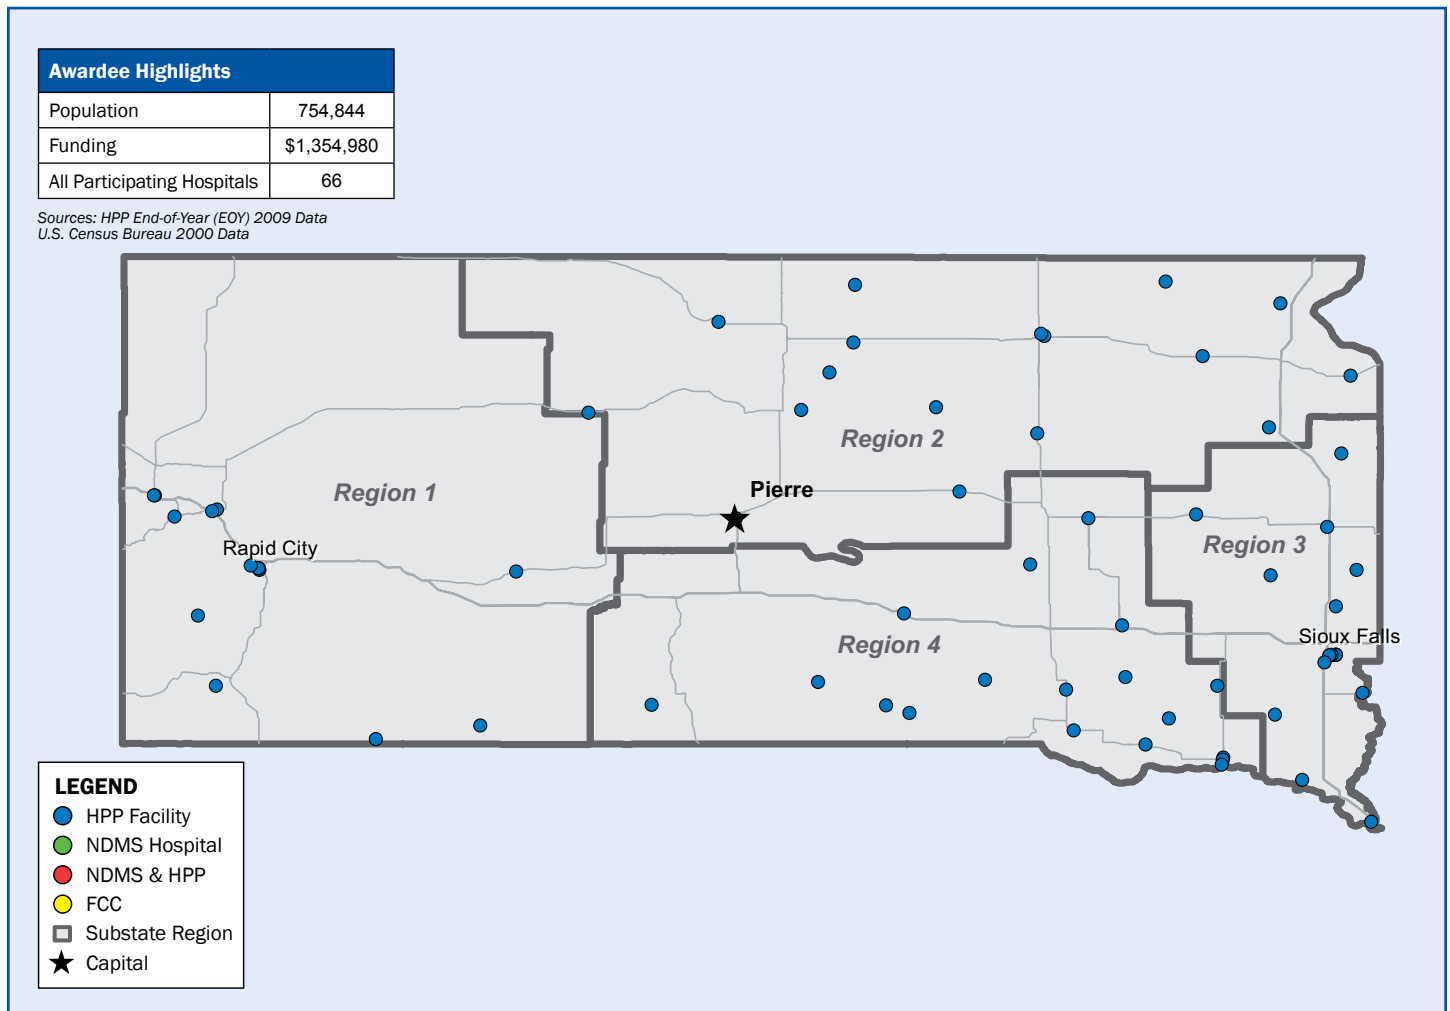 Awardee Highlights
Population 754,844
Funding $1,354,980
All Participating Hospitals 66
Sources: HPP End-of-Year (EOY) 2009 Data
U.S. Census Bureau 2000 Data
Region 2
Pierre
Region 1
Rapid City
Region 3
Sioux Falls
Region 4
LEGEND
HPP Facility
NDMS Hospital
NDMS & HPP
FCC
Substate Region
Capital